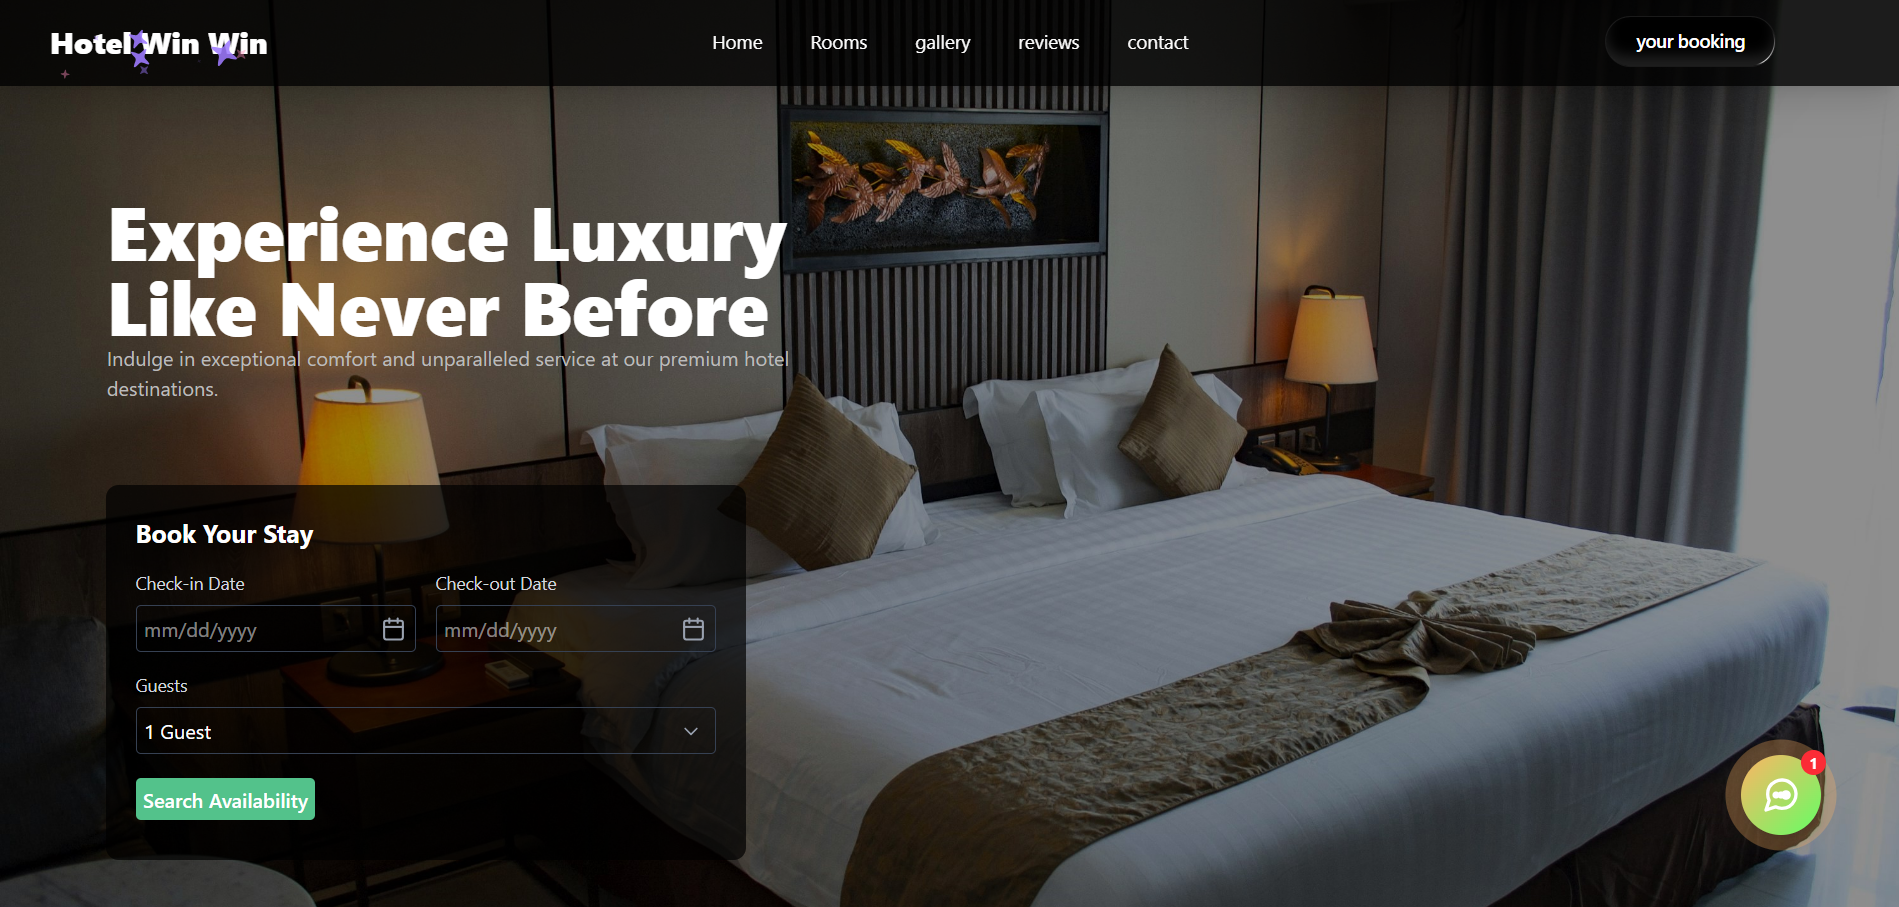 Hotel Win Win
Home
Rooms
gallery
reviews
contact
your booking
Experience Luxury
Like Never Before
Indulge in exceptional comfort and unparalleled service at our premium hotel
destinations.
Book Your Stay
Check-in Date
Check-out Date
mm/dd/yyyy
mm/dd/yyyy
Guests
1 Guest
Search Availability
1